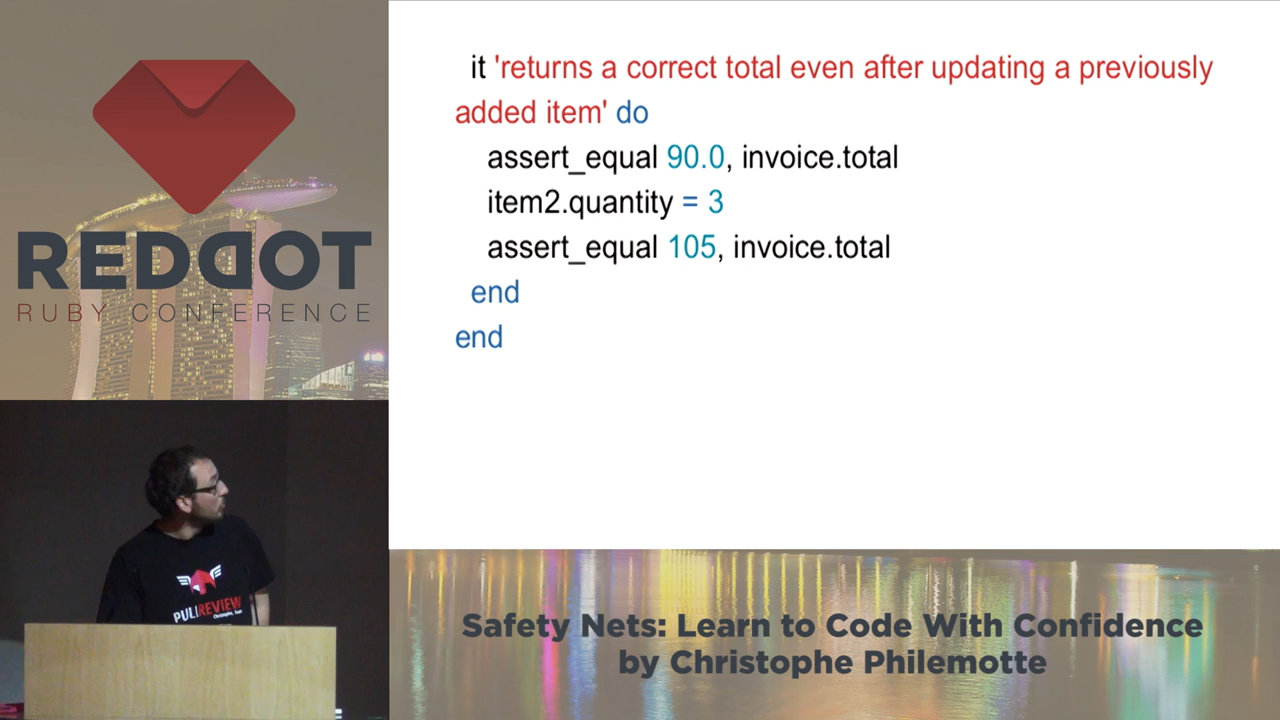 REDDOT
RUBY CONFERENCE
it 'returns a correct total even after updating a previously
added item' do
assert_equal 90.0, invoice.total
item2.quantity = 3
assert_equal 105, invoice.total
end
end
PULLREVIEW
Safety Nets: Learn to Code With Confidence
by Christophe Philemotte